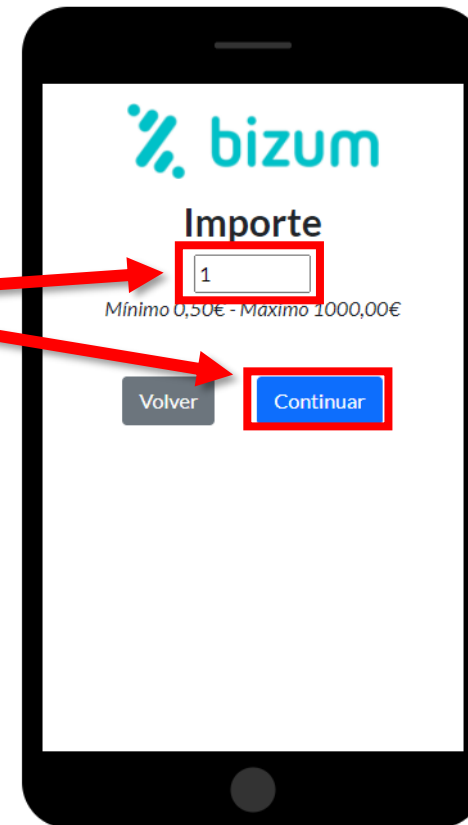 bizum
Importe
1
Mínimo 0,50€ - Máximo 1000,00€
Volver
Continuar